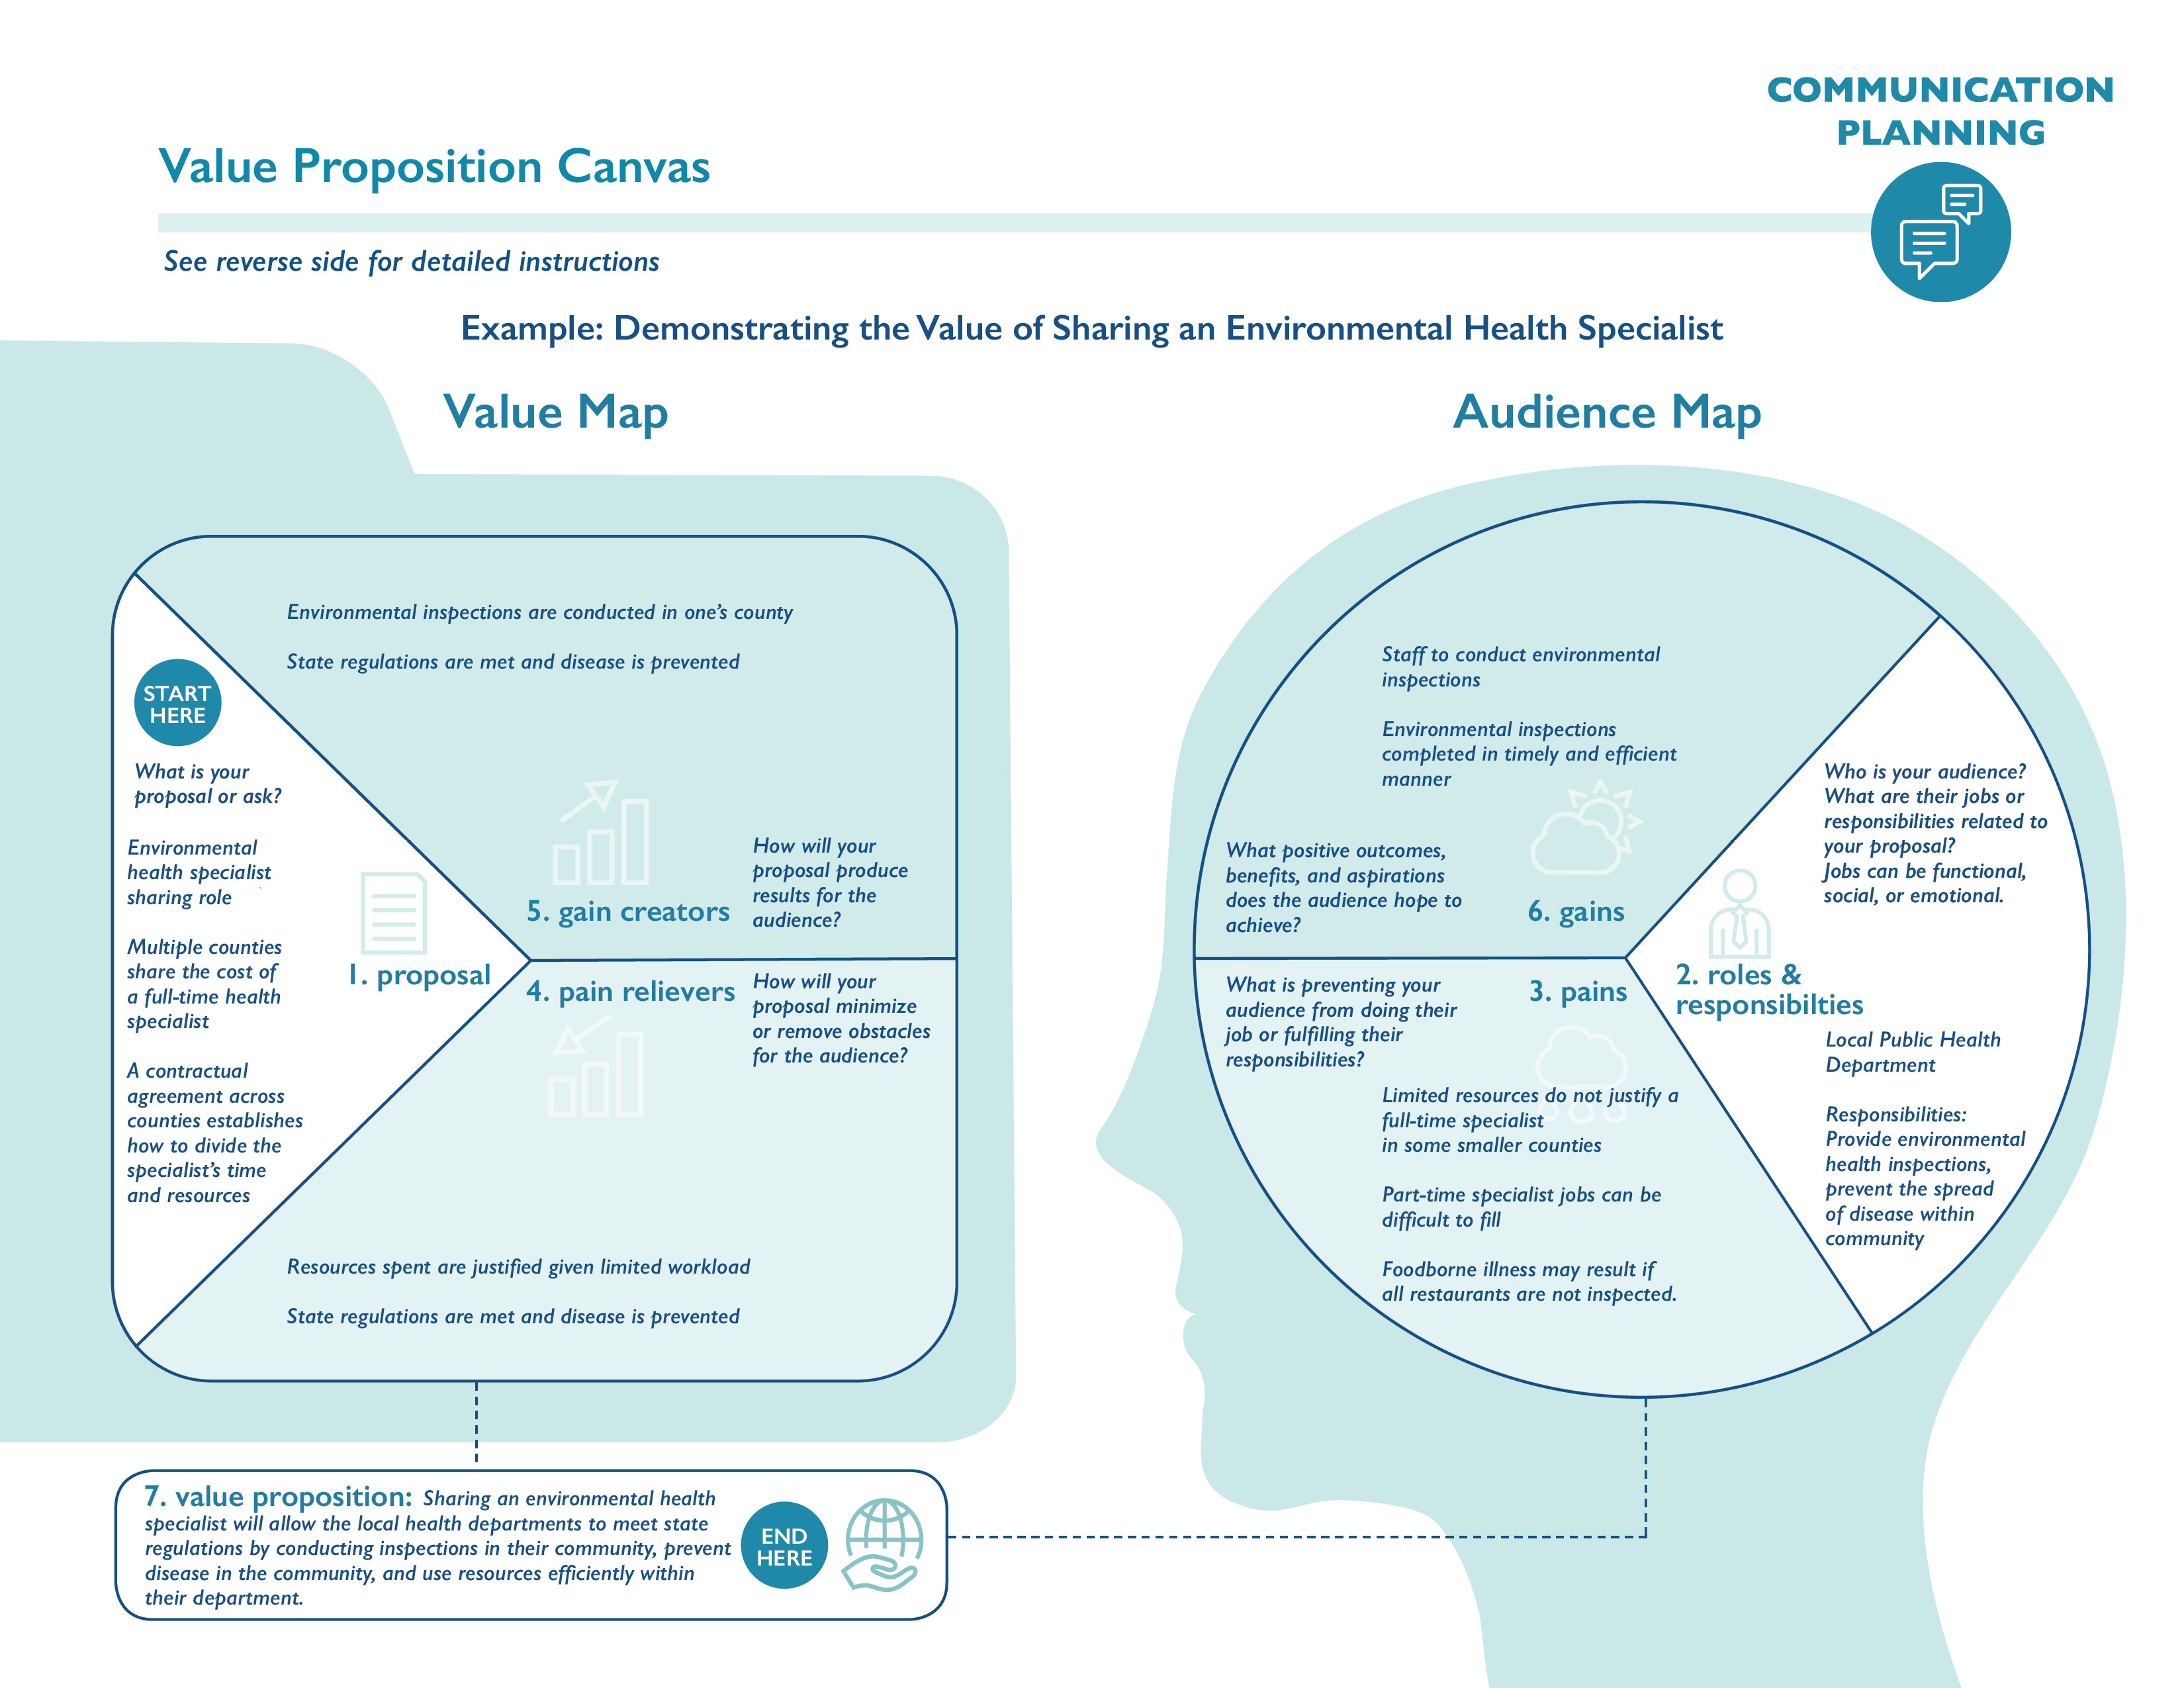 COMMUNICATION
PLANNING
Value Proposition Canvas
See reverse side for detailed instructions
Example: Demonstrating the Value of Sharing an Environmental Health Specialist
Value Map
Environmental inspections are conducted in one's county
State regulations are met and disease is prevented
START
HERE
What is your
proposal or ask?
Environmental
health specialist
sharing role
Multiple counties
share the cost of
a full-time health
specialist
A contractual
agreement across
counties establishes
how to divide the
specialist's time
and resources
1. proposal
5. gain creators
How will your
proposal produce
results for the
audience?
4. pain relievers
How will your
proposal minimize
or remove obstacles
for the audience?
Resources spent are justified given limited workload
State regulations are met and disease is prevented
Audience Map
Staff to conduct environmental
inspections
Environmental inspections
completed in timely and efficient
manner
What positive outcomes,
benefits, and aspirations
does the audience hope to
achieve?
6. gains
What is preventing your
audience from doing their
job or fulfilling their
responsibilities?
3. pains
Limited resources do not justify a
full-time specialist
in some smaller counties
Part-time specialist jobs can be
difficult to fill
Foodborne illness may result if
all restaurants are not inspected.
Who is your audience?
What are their jobs or
responsibilities related to
your proposal?
Jobs can be functional,
social, or emotional.
2. roles &
responsibilties
Local Public Health
Department
Responsibilities:
Provide environmental
health inspections,
prevent the spread
of disease within
community
7. value proposition: Sharing an environmental health
specialist will allow the local health departments to meet state
regulations by conducting inspections in their community, prevent
disease in the community, and use resources efficiently within
their department.
END
HERE